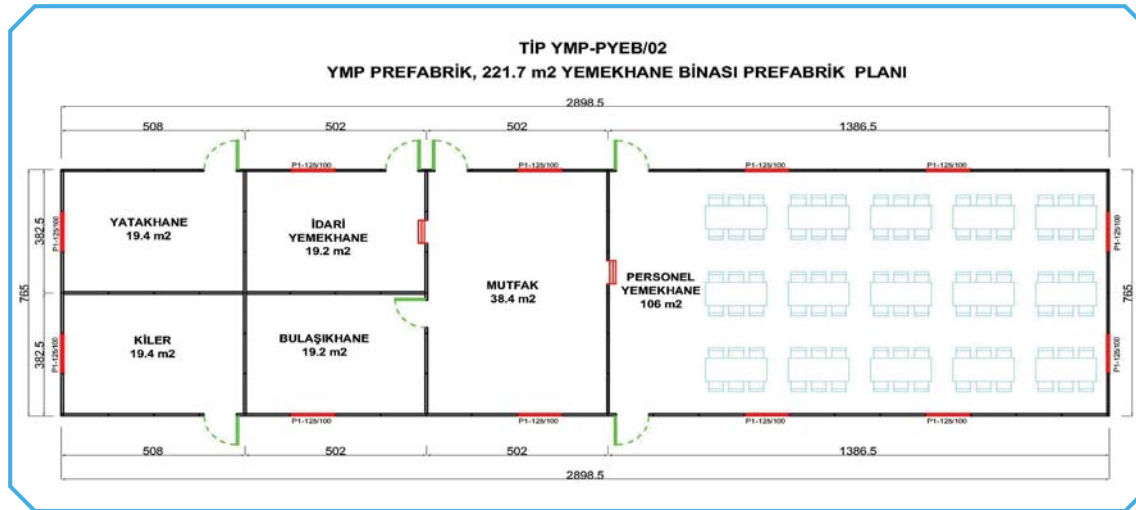 TİP YMP-PYEB/02
YMP PREFABRİK, 221.7 m2 YEMEKHANE BİNASI PREFABRİK PLANI
2898.5
508
502
502
1386.5
P1-125/100
P1-125/100
P1-125/100
P1-125/100
765
382.5
382.5
P1-125/100
P1-125/100
YATAKHANE
19.4 m2
İDARİ
YEMEKHANE
19.2 m2
MUTFAK
38.4 m2
PERSONEL
YEMEKHANE
106 m2
KİLER
19.4 m2
BULAŞIKHANE
19.2 m2
P1-125/100
P1-125/100
765
P1-125/100
P1-125/100
P1-125/100
P1-125/100
508
502
502
1386.5
2898.5